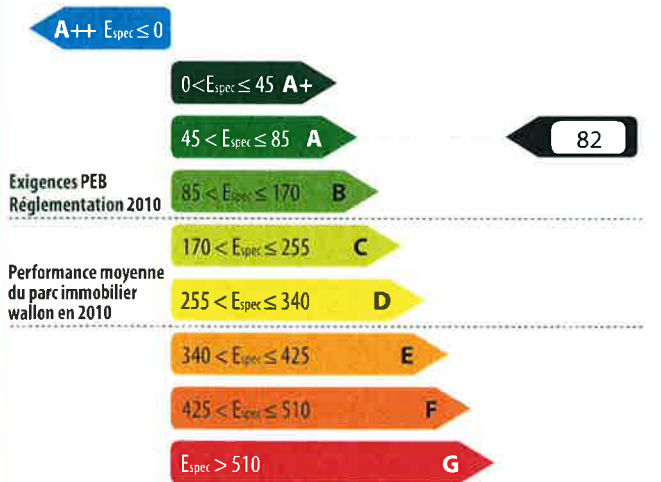 A++ Espec ≤ 0
0<Espec ≤ 45 A+
45 < Espec ≤ 85 A
82
Exigences PEB
Réglementation 2010
85 < Espec ≤ 170 B
170 < Espec ≤ 255 C
Performance moyenne
du parc immobilier
wallon en 2010
255 < Espec ≤ 340 D
340 < Espec ≤ 425 E
425 < Espec ≤ 510 F
Espec > 510 G